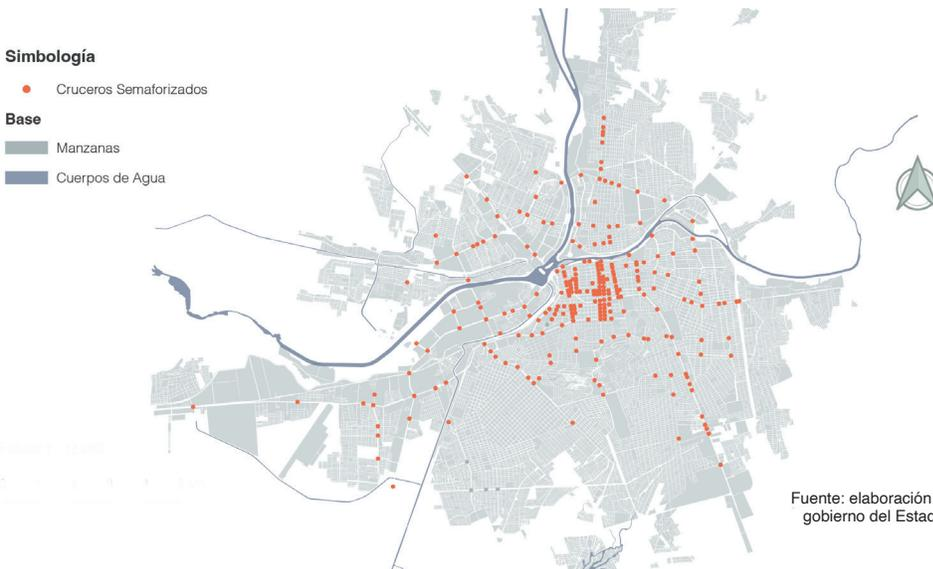 Simbología
Cruceros Semaforizados
Base
Manzanas
Cuerpos de Agua
Fuente: elaboración
gobierno del Estad